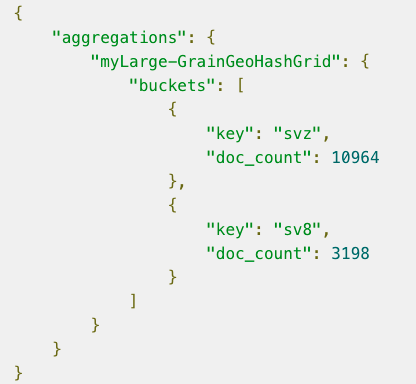 {
    "aggregations": {
        "myLarge-GrainGeoHashGrid": {
            "buckets": [
                {
                    "key": "svz",
                    "doc_count": 10964
                },
                {
                    "key": "sv8",
                    "doc_count": 3198
                }
            ]
        }
    }
}